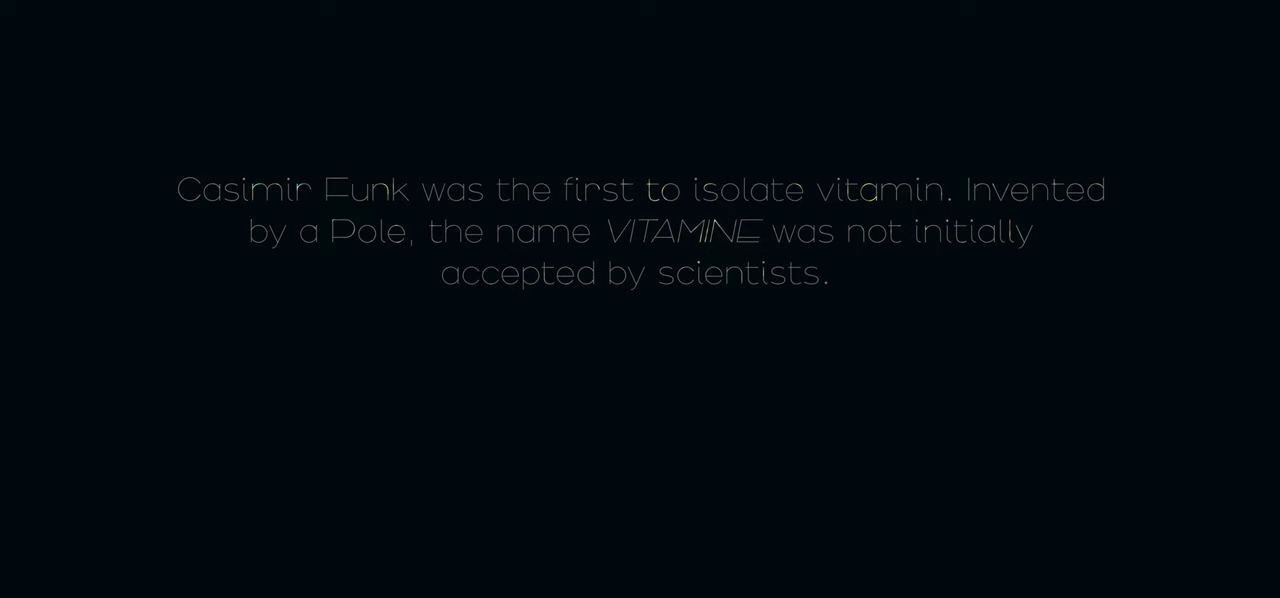 Casimir Funk was the first to isolate vitamin. Invented
by a Pole, the name VITAMINE was not initially
accepted by scientists.